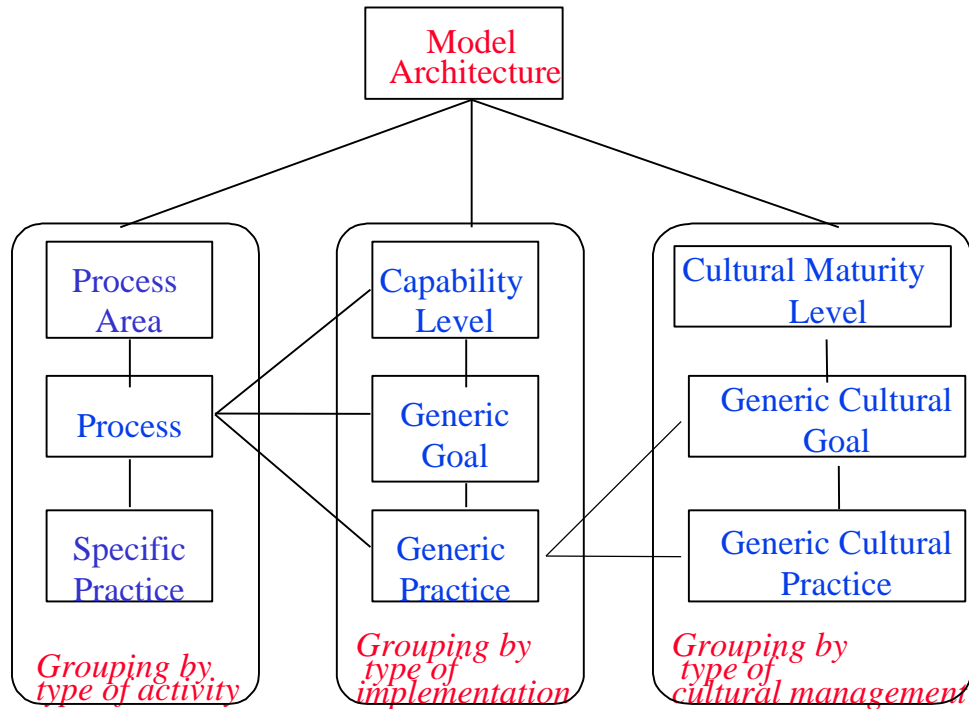 Model
Architecture
Process
Area
Process
Specific
Practice
Grouping by
type of activity
Capability
Level
Generic
Goal
Generic
Practice
Grouping by
type of
implementation
Cultural Maturity
Level
Generic Cultural
Goal
Generic Cultural
Practice
Grouping by
type of
cultural management